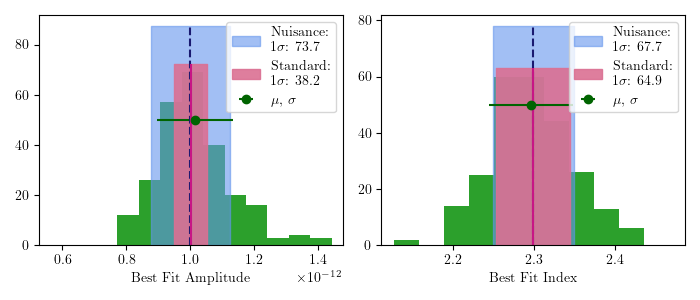 Nuisance:
1σ: 73.7
Standard:
1σ: 38.2
μ, σ
80
60
40
20
0
0.6
1.0
1.2
1.4
Best Fit Amplitude
×10⁻¹²
Nuisance:
1σ: 67.7
Standard:
1σ: 64.9
μ, σ
80
60
40
20
0
2.2
2.3
2.4
Best Fit Index